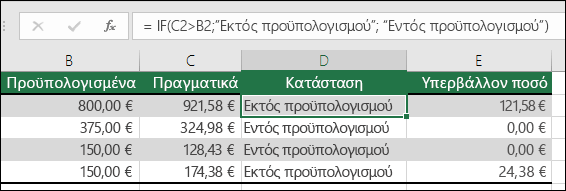 fx = IF(C2>B2;”Εκτός προϋπολογισμού”; “Εντός προϋπολογισμού”)
B C D E
Προϋπολογισμένα Πραγματικά Κατάσταση Υπερβάλλον ποσό
800,00 € 921,58 € Εκτός προϋπολογισμού 121,58 €
375,00 € 324,98 € Εντός προϋπολογισμού 0,00 €
150,00 € 128,43 € Εντός προϋπολογισμού 0,00 €
150,00 € 174,38 € Εκτός προϋπολογισμού 24,38 €